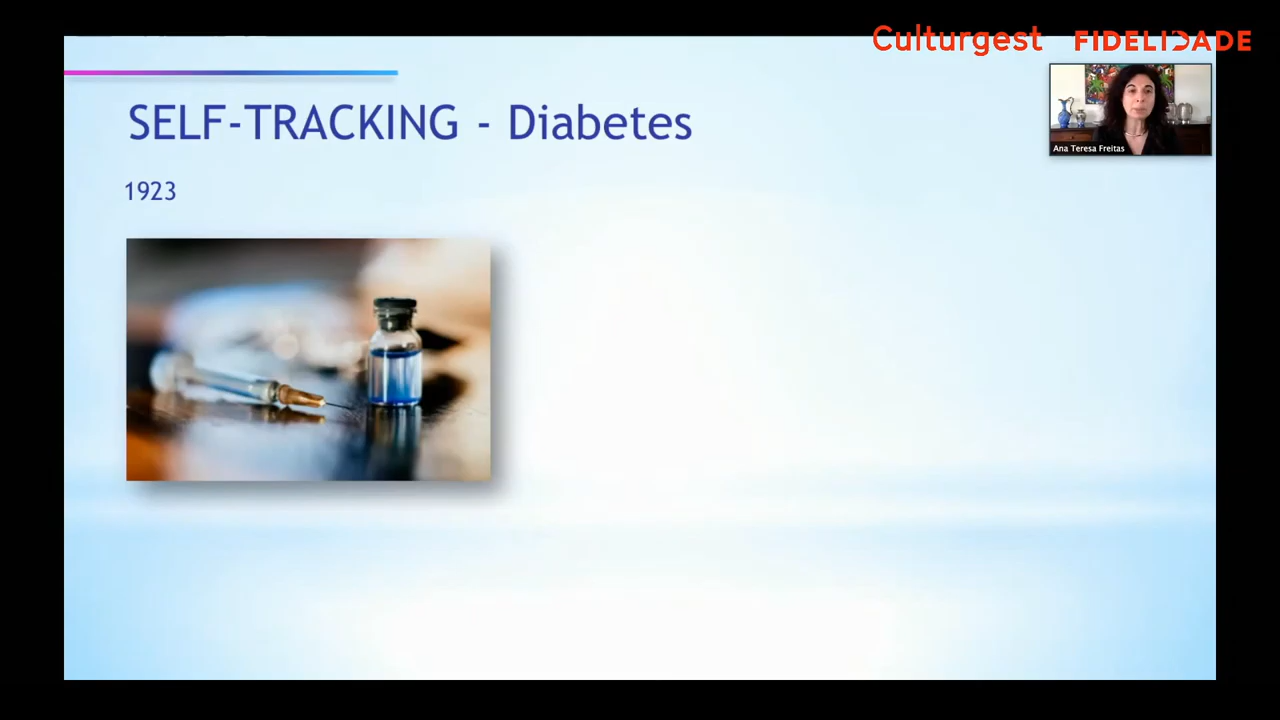 Culturgest FIDELIDADE
SELF-TRACKING - Diabetes
Ana Teresa Freitas
1923